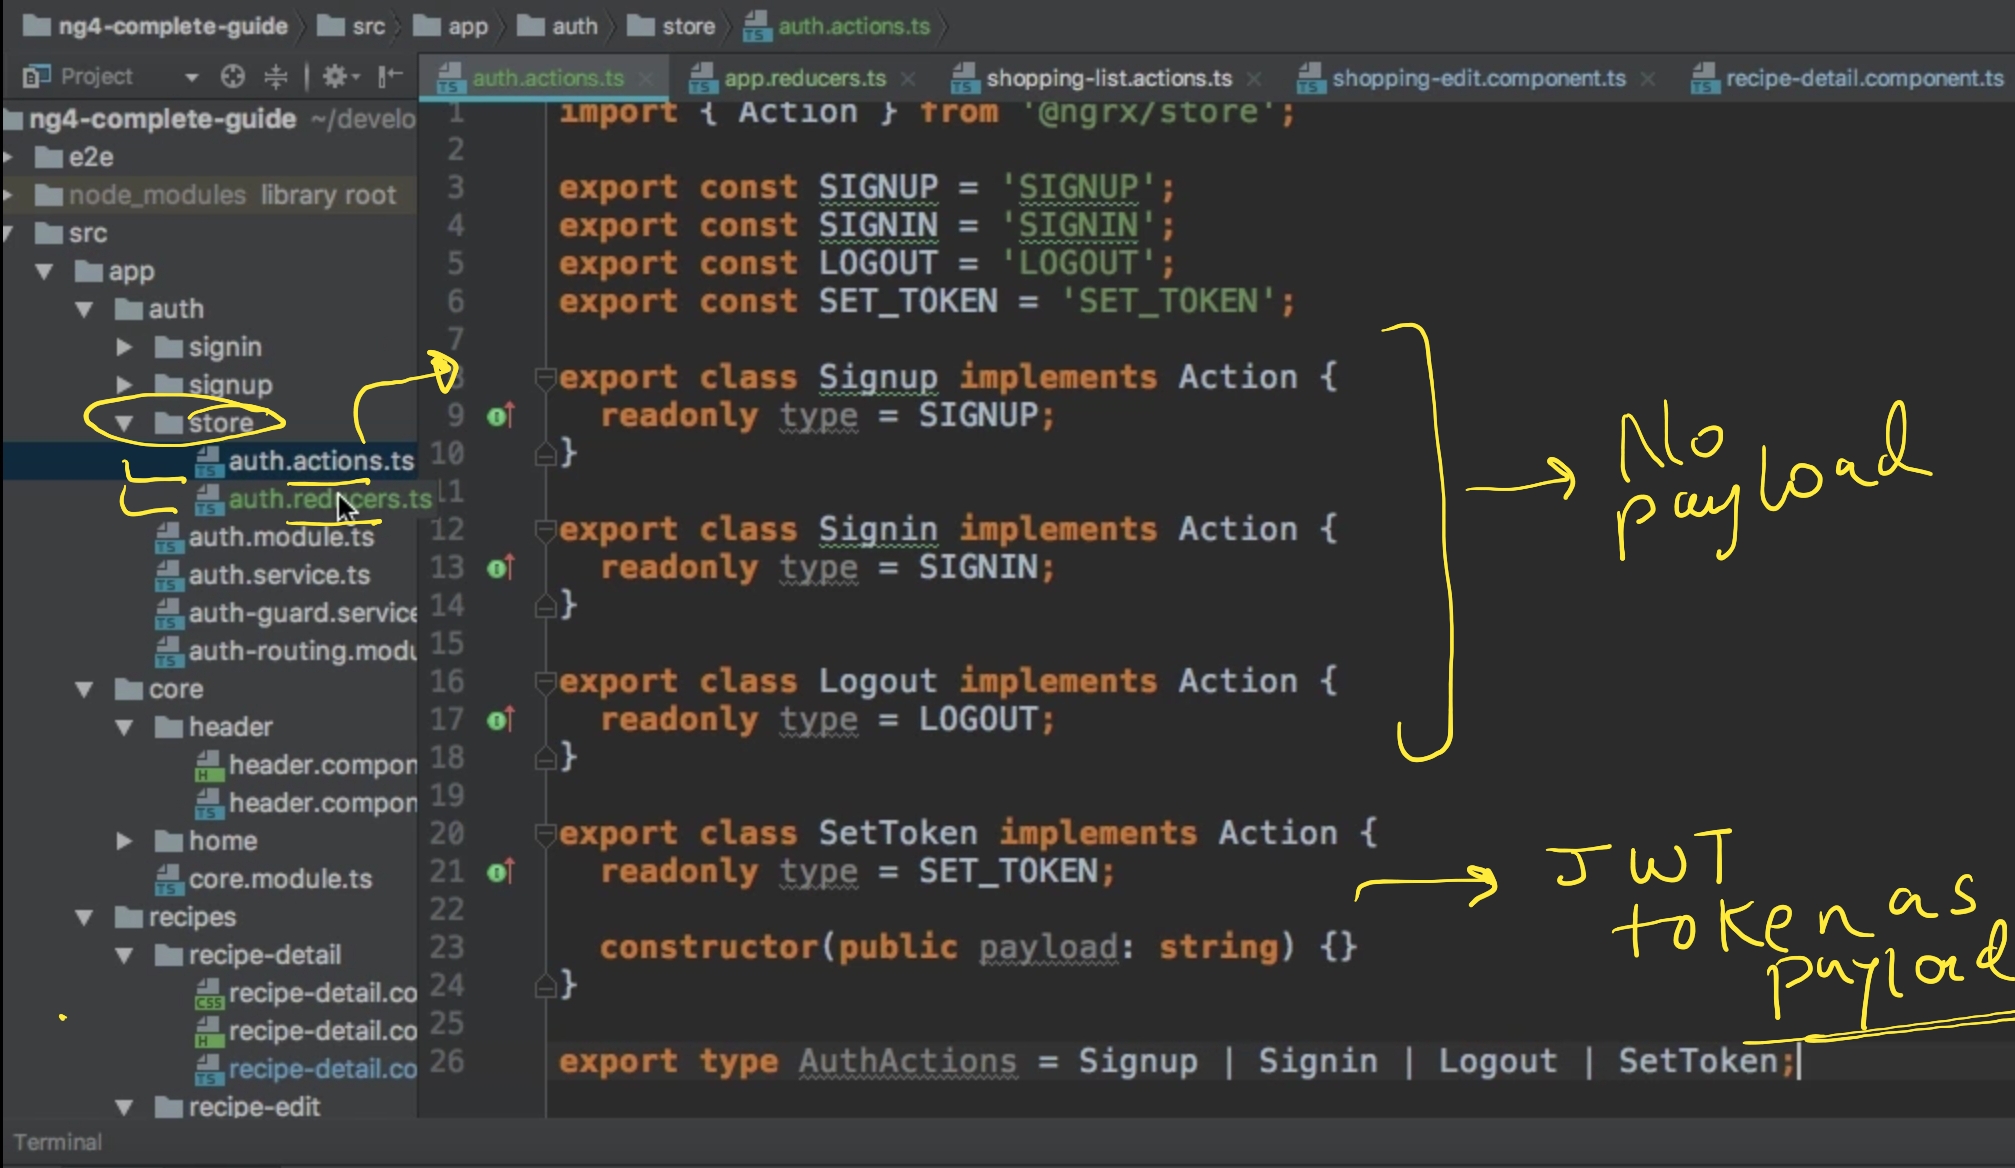 ng4-complete-guide src app auth store auth.actions.ts
Project
auth.actions.ts app.reducers.ts shopping-list.actions.ts shopping-edit.component.ts recipe-detail.component.ts
ng4-complete-guide ~/develo
e2e
node_modules library root
src
app
auth
signin
signup
store
auth.actions.ts
auth.reducers.ts
auth.module.ts
auth.service.ts
auth-guard.service
auth-routing.modu
core
header
header.compon
header.compon
home
core.module.ts
recipes
recipe-detail
recipe-detail.co
recipe-detail.co
recipe-detail.co
recipe-edit
1 import { Action } from '@ngrx/store';
2
3 export const SIGNUP = 'SIGNUP';
4 export const SIGNIN = 'SIGNIN';
5 export const LOGOUT = 'LOGOUT';
6 export const SET_TOKEN = 'SET_TOKEN';
7
8 export class Signup implements Action {
9 readonly type = SIGNUP;
10 }
11
12 export class Signin implements Action {
13 readonly type = SIGNIN;
14 }
15
16 export class Logout implements Action {
17 readonly type = LOGOUT;
18 }
19
20 export class SetToken implements Action {
21 readonly type = SET_TOKEN;
22
23 constructor(public payload: string) {}
24 }
25
26 export type AuthActions = Signup | Signin | Logout | SetToken;
No
payload
JWT
token as
payload
Terminal